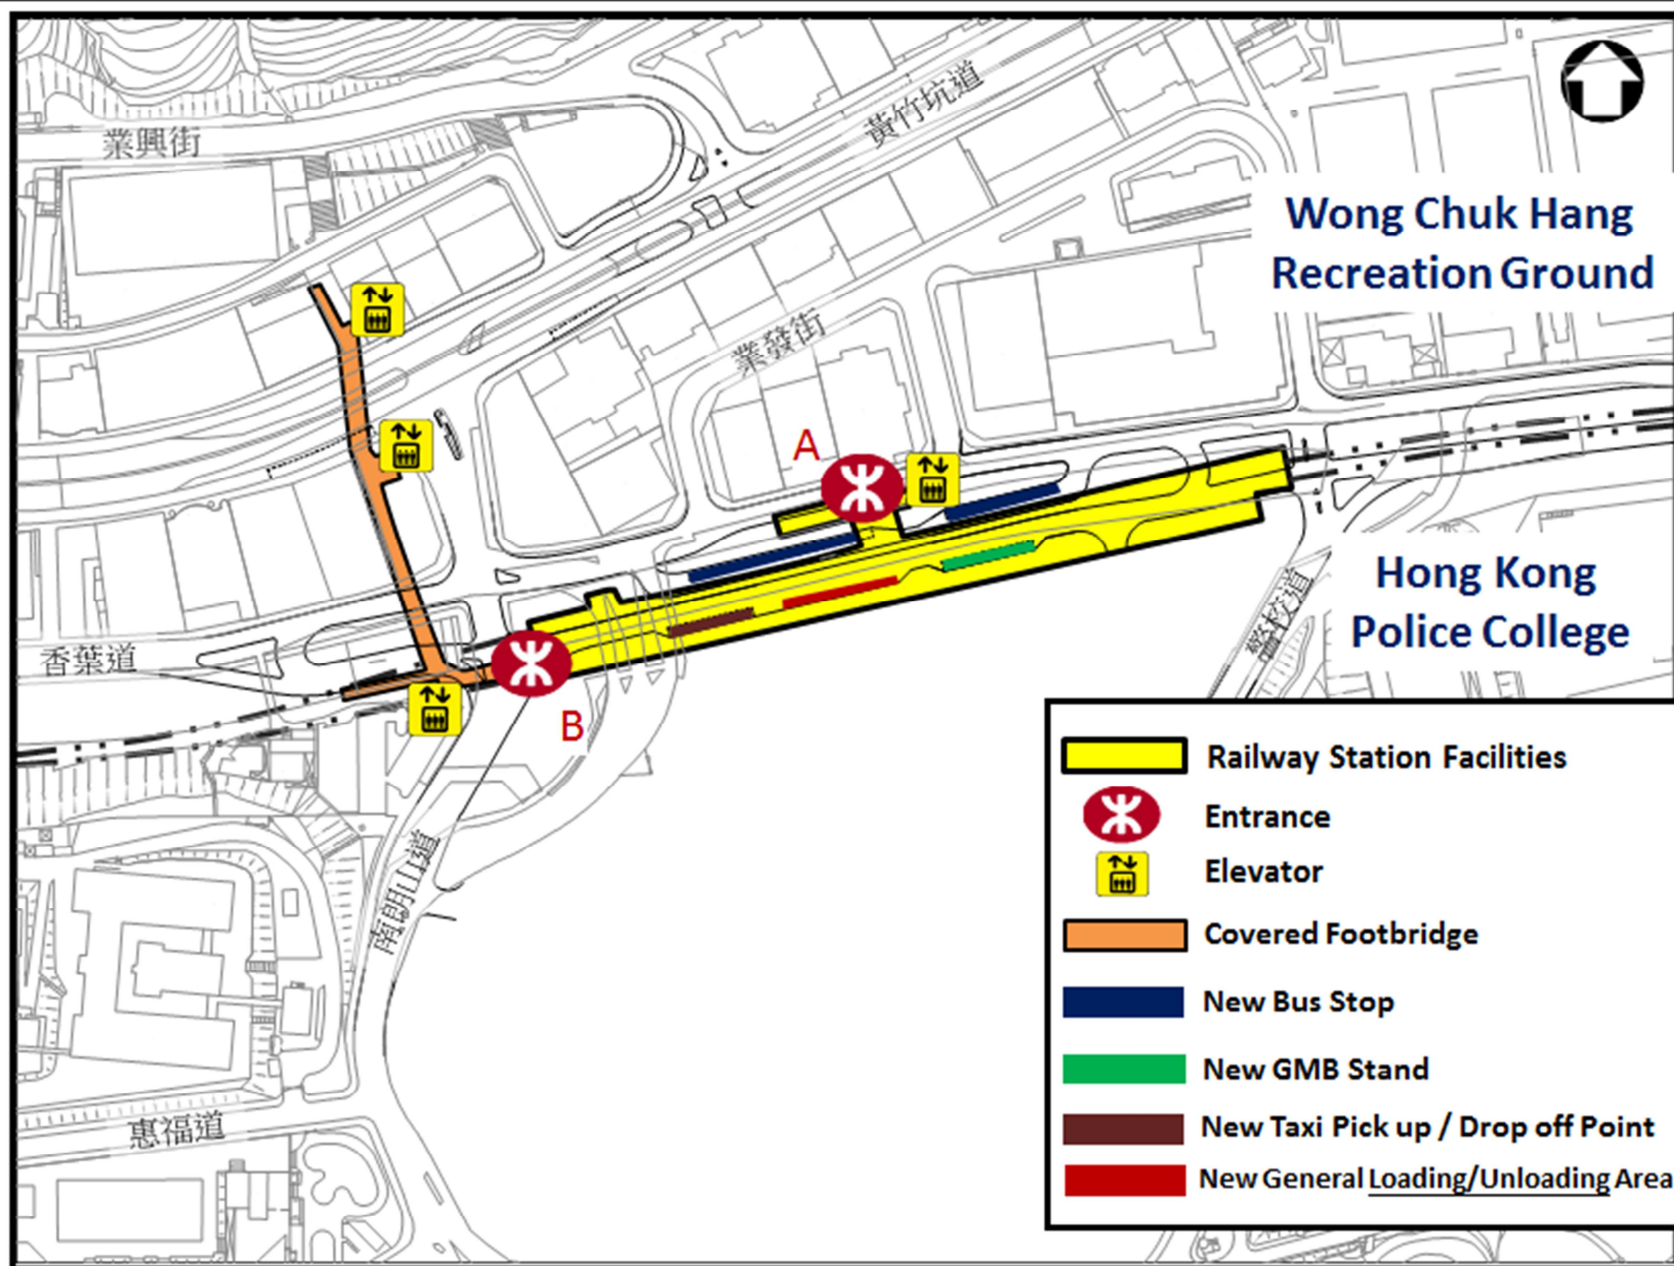 業興街
黃竹坑道
Wong Chuk Hang
Recreation Ground
業發街
A
Hong Kong
Police College
警校道
香葉道
B
南朗山道
惠福道
Railway Station Facilities
Entrance
Elevator
Covered Footbridge
New Bus Stop
New GMB Stand
New Taxi Pick up / Drop off Point
New General Loading/Unloading Area